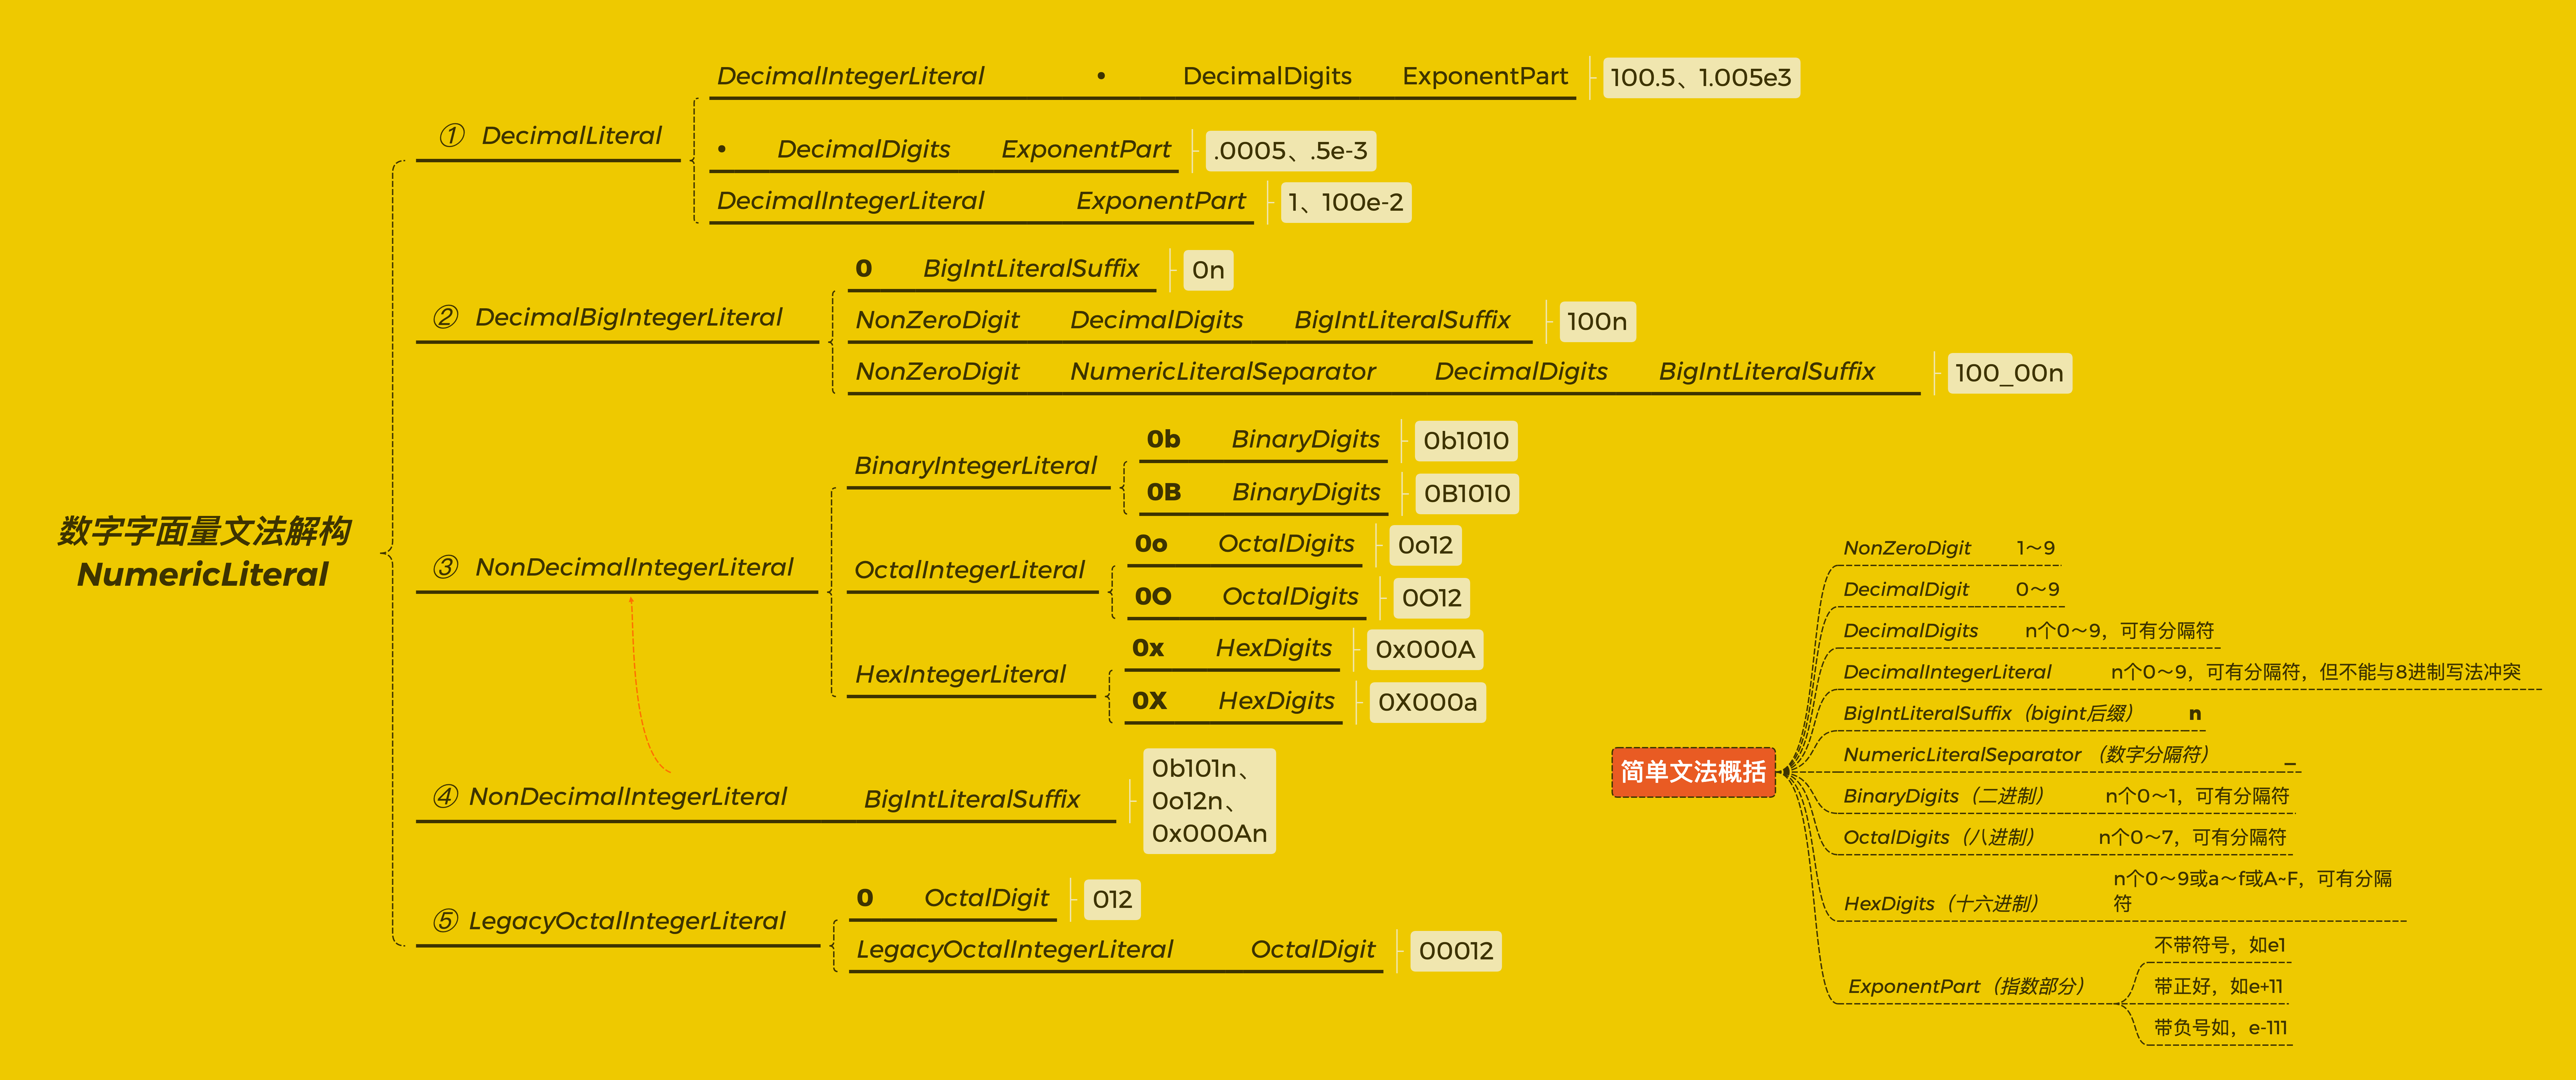 数字字面量文法解构
NumericLiteral
① DecimalLiteral
DecimalIntegerLiteral • DecimalDigits ExponentPart
100.5、1.005e3
• DecimalDigits ExponentPart
.0005、.5e-3
DecimalIntegerLiteral ExponentPart
1、100e-2
② DecimalBigIntegerLiteral
0 BigIntLiteralSuffix
0n
NonZeroDigit DecimalDigits BigIntLiteralSuffix
100n
NonZeroDigit NumericLiteralSeparator DecimalDigits BigIntLiteralSuffix
100_00n
③ NonDecimalIntegerLiteral
BinaryIntegerLiteral
0b BinaryDigits
0b1010
0B BinaryDigits
0B1010
OctalIntegerLiteral
0o OctalDigits
0o12
0O OctalDigits
0O12
HexIntegerLiteral
0x HexDigits
0x000A
0X HexDigits
0X000a
④ NonDecimalIntegerLiteral BigIntLiteralSuffix
0b101n、
0o12n、
0x000An
⑤ LegacyOctalIntegerLiteral
0 OctalDigit
012
LegacyOctalIntegerLiteral OctalDigit
00012
简单文法概括
NonZeroDigit 1～9
DecimalDigit 0～9
DecimalDigits n个0～9，可有分隔符
DecimalIntegerLiteral n个0～9，可有分隔符，但不能与8进制写法冲突
BigIntLiteralSuffix（bigint后缀） n
NumericLiteralSeparator （数字分隔符） _
BinaryDigits（二进制） n个0～1，可有分隔符
OctalDigits（八进制） n个0～7，可有分隔符
HexDigits（十六进制） n个0～9或a～f或A~F，可有分隔
符
ExponentPart（指数部分）
不带符号，如e1
带正好，如e+11
带负号如，e-111